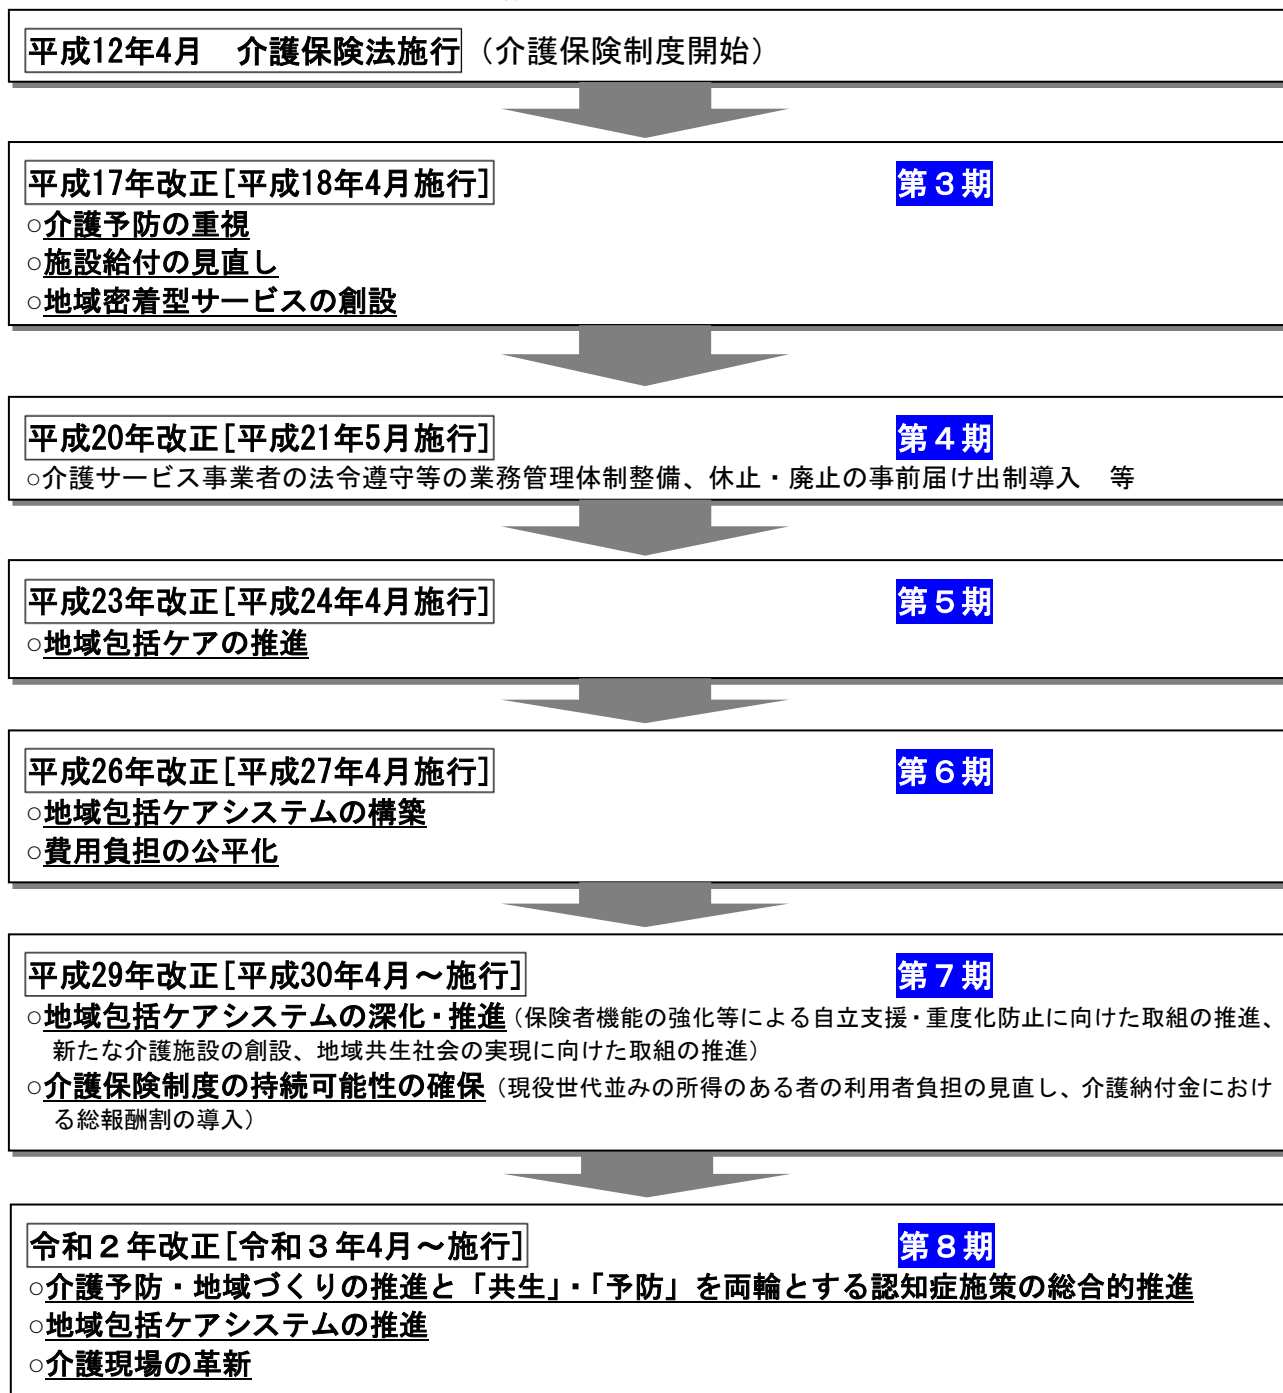 平成12年4月　介護保険法施行（介護保険制度開始）
平成17年改正[平成18年4月施行]　第３期
○介護予防の重視
○施設給付の見直し
○地域密着型サービスの創設
平成20年改正[平成21年5月施行]　第４期
○介護サービス事業者の法令遵守等の業務管理体制整備、休止・廃止の事前届け出制導入　等
平成23年改正[平成24年4月施行]　第５期
○地域包括ケアの推進
平成26年改正[平成27年4月施行]　第６期
○地域包括ケアシステムの構築
○費用負担の公平化
平成29年改正[平成30年4月～施行]　第７期
○地域包括ケアシステムの深化・推進（保険者機能の強化等による自立支援・重度化防止に向けた取組の推進、
新たな介護施設の創設、地域共生社会の実現に向けた取組の推進）
○介護保険制度の持続可能性の確保（現役世代並みの所得のある者の利用者負担の見直し、介護納付金におけ
る総報酬割の導入）
令和２年改正[令和３年4月～施行]　第８期
○介護予防・地域づくりの推進と「共生」・「予防」を両輪とする認知症施策の総合的推進
○地域包括ケアシステムの推進
○介護現場の革新